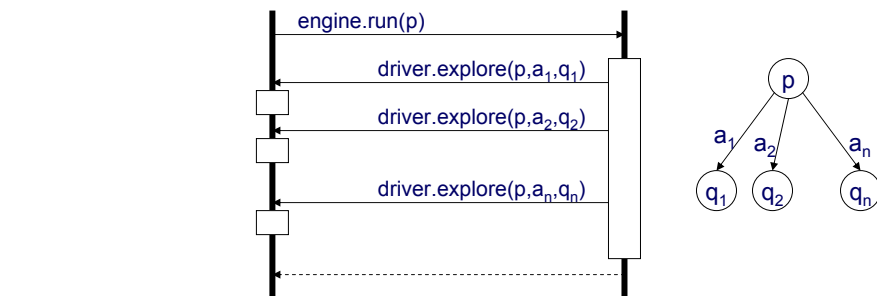 engine.run(p)
driver.explore(p,a₁,q₁)
driver.explore(p,a₂,q₂)
driver.explore(p,aₙ,qₙ)
p
a₁ a₂ aₙ
q₁ q₂ qₙ